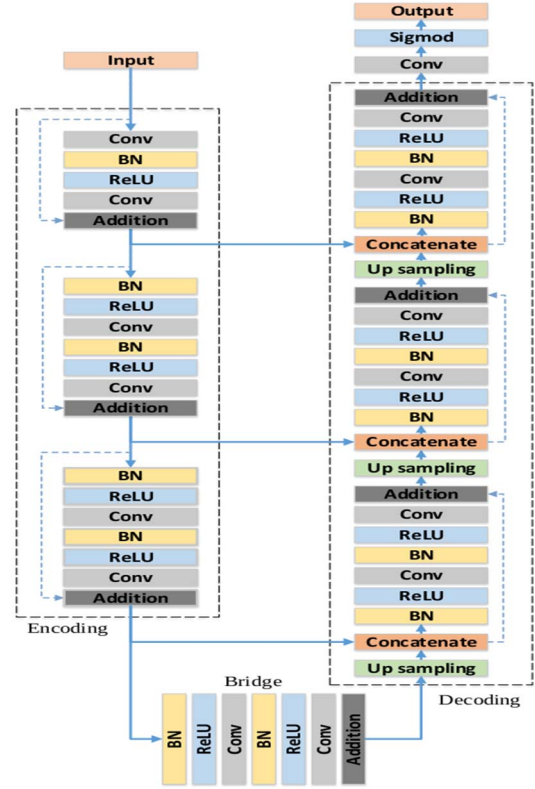 Input
Conv
BN
ReLU
Conv
Addition
BN
ReLU
Conv
BN
ReLU
Conv
Addition
BN
ReLU
Conv
BN
ReLU
Conv
Addition
Encoding
Bridge
BN
ReLU
Conv
BN
ReLU
Conv
Addition
Output
Sigmod
Conv
Addition
Conv
ReLU
BN
Conv
ReLU
BN
Concatenate
Up sampling
Addition
Conv
ReLU
BN
Conv
ReLU
BN
Concatenate
Up sampling
Addition
Conv
ReLU
BN
Conv
ReLU
BN
Concatenate
Up sampling
Decoding